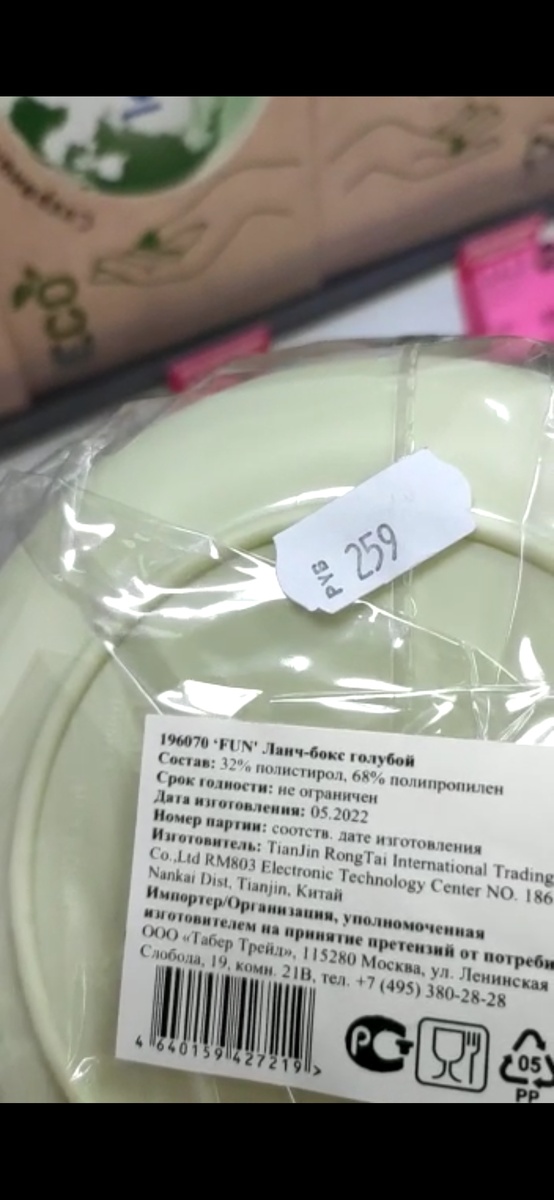 ECO
РУБ 259
196070 'FUN' Ланч-бокс голубой
Состав: 32% полистирол, 68% полипропилен
Срок годности: не ограничен
Дата изготовления: 05.2022
Номер партии: соотств. дате изготовления
Изготовитель: TianJin RongTai International Trading
Co.,Ltd RM803 Electronic Technology Center NO. 186
Nankai Dist, Tianjin, Китай
Импортер/Организация, уполномоченная
изготовителем на принятие претензий от потреби
ООО «Табер Трейд», 115280 Москва, ул. Ленинская
Слобода, 19, комн. 21В, тел. +7 (495) 380-28-28
4 640159 427219 >
РСТ
05
PP